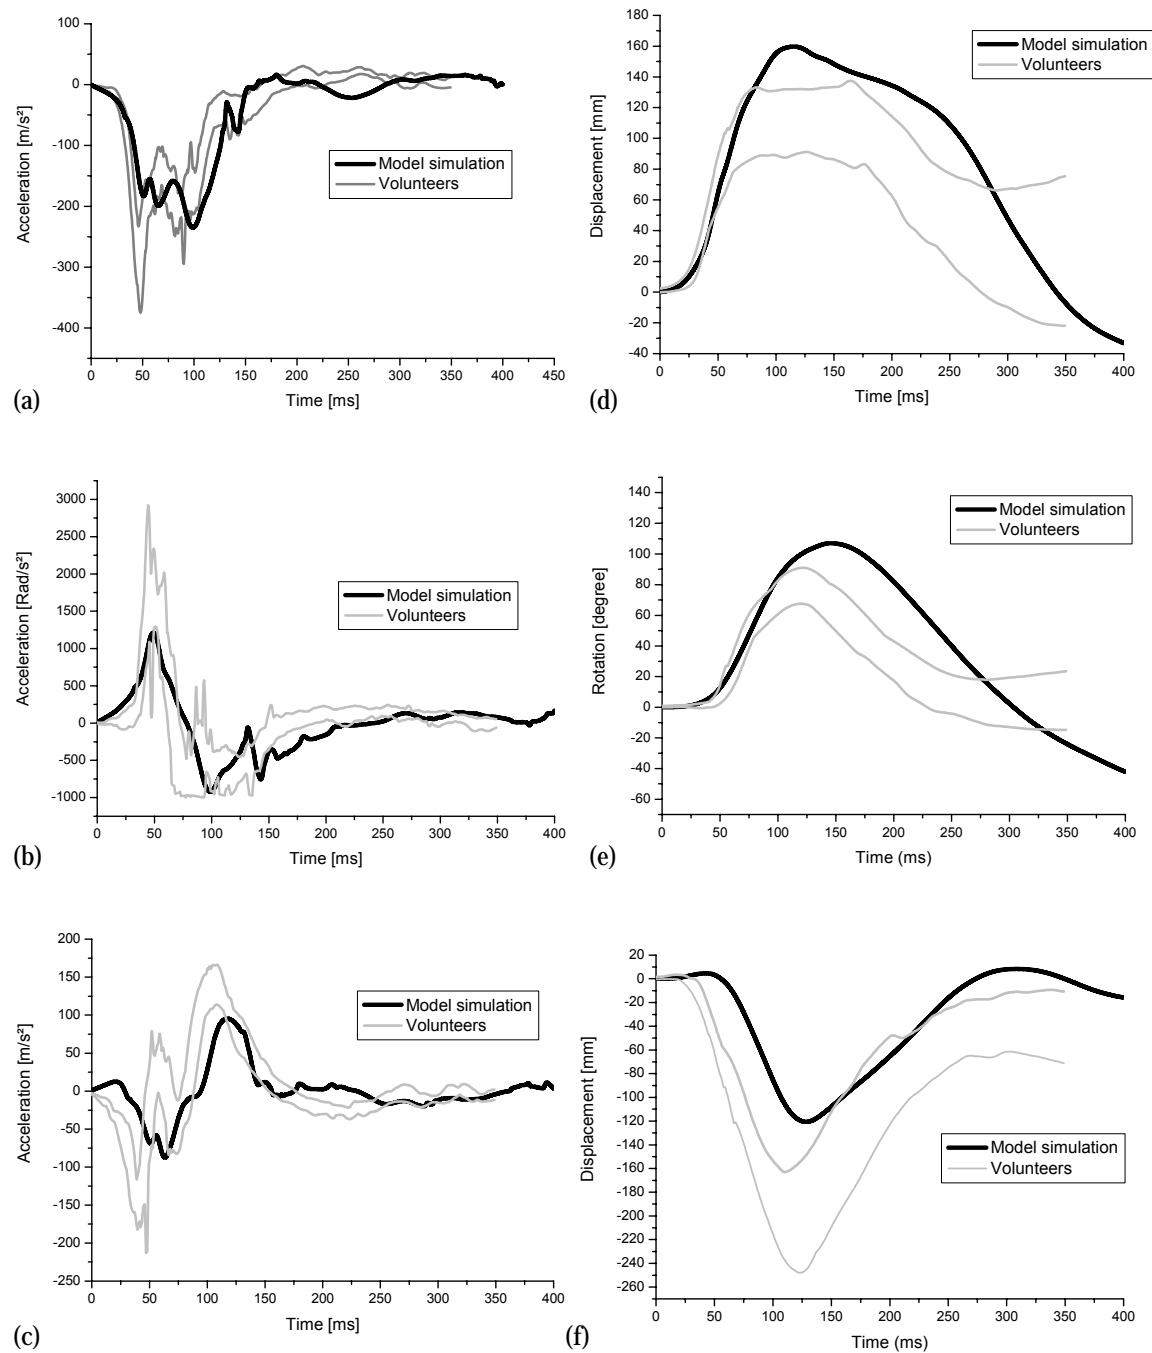 100
0
-100
-200
-300
-400
0 50 100 150 200 250 300 350 400 450
Acceleration [m/s²]
Time [ms]
Model simulation
Volunteers
(a)
180
160
140
120
100
80
60
40
20
0
-20
-40
0 50 100 150 200 250 300 350 400
Displacement [mm]
Time [ms]
Model simulation
Volunteers
(d)
3000
2500
2000
1500
1000
500
0
-500
-1000
0 50 100 150 200 250 300 350 400
Acceleration [Rad/s²]
Time [ms]
Model simulation
Volunteers
(b)
140
120
100
80
60
40
20
0
-20
-40
-60
0 50 100 150 200 250 300 350 400
Rotation [degree]
Time (ms)
Model simulation
Volunteers
(e)
200
150
100
50
0
-50
-100
-150
-200
-250
0 50 100 150 200 250 300 350 400
Acceleration [m/s²]
Time [ms]
Model simulation
Volunteers
(c)
20
0
-20
-40
-60
-80
-100
-120
-140
-160
-180
-200
-220
-240
-260
0 50 100 150 200 250 300 350 400
Displacement [mm]
Time (ms)
Model simulation
Volunteers
(f)